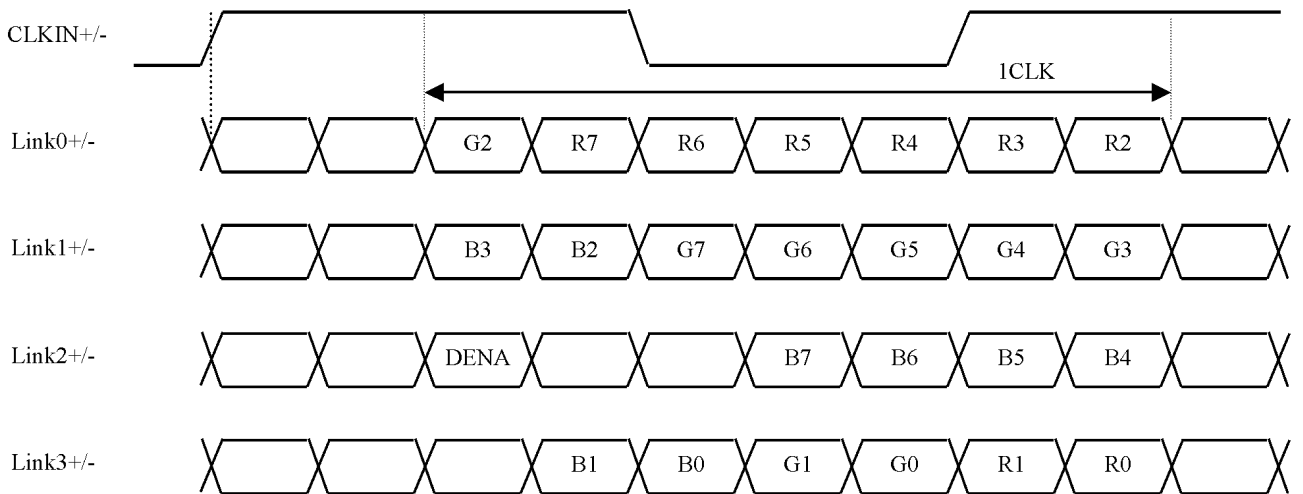 CLKIN+/-
1CLK
Link0+/- G2 R7 R6 R5 R4 R3 R2
Link1+/- B3 B2 G7 G6 G5 G4 G3
Link2+/- DENA B7 B6 B5 B4
Link3+/- B1 B0 G1 G0 R1 R0